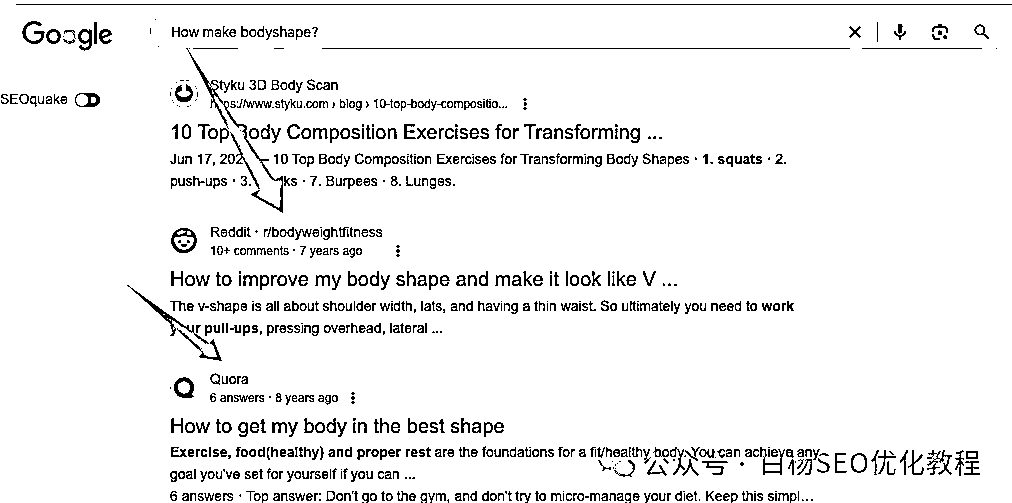 Google
How make bodyshape?
SEOquake
Styku 3D Body Scan
https://www.styku.com › blog › 10-top-body-compositio...
10 Top Body Composition Exercises for Transforming ...
Jun 17, — 10 Top Body Composition Exercises for Transforming Body Shapes · 1. squats · 2.
push-ups · 3. · 7. Burpees · 8. Lunges.
Reddit · r/bodyweightfitness
10+ comments · 7 years ago
How to improve my body shape and make it look like V ...
The v-shape is all about shoulder width, lats, and having a thin waist. So ultimately you need to work
your pull-ups, pressing overhead, lateral ...
Quora
6 answers · 8 years ago
How to get my body in the best shape
Exercise, food(healthy) and proper rest are the foundations for a fit/healthy body. You can achieve any
goal you've set for yourself if you can ...
公众号 · 白杨SEO优化教程
6 answers · Top answer: Don't go to the gym, and don't try to micro-manage your diet. Keep this simpl...